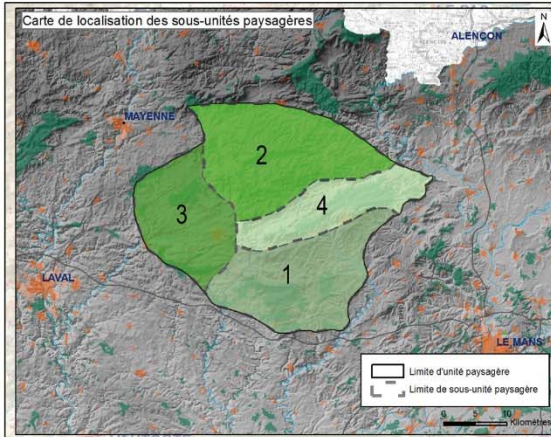 Carte de localisation des sous-unités paysagères
N
ALENÇON
ALENÇON
MAYENNE
2
3
4
1
LAVAL
LE MANS
Limite d'unité paysagère
Limite de sous-unité paysagère
0 5 10
Kilomètres